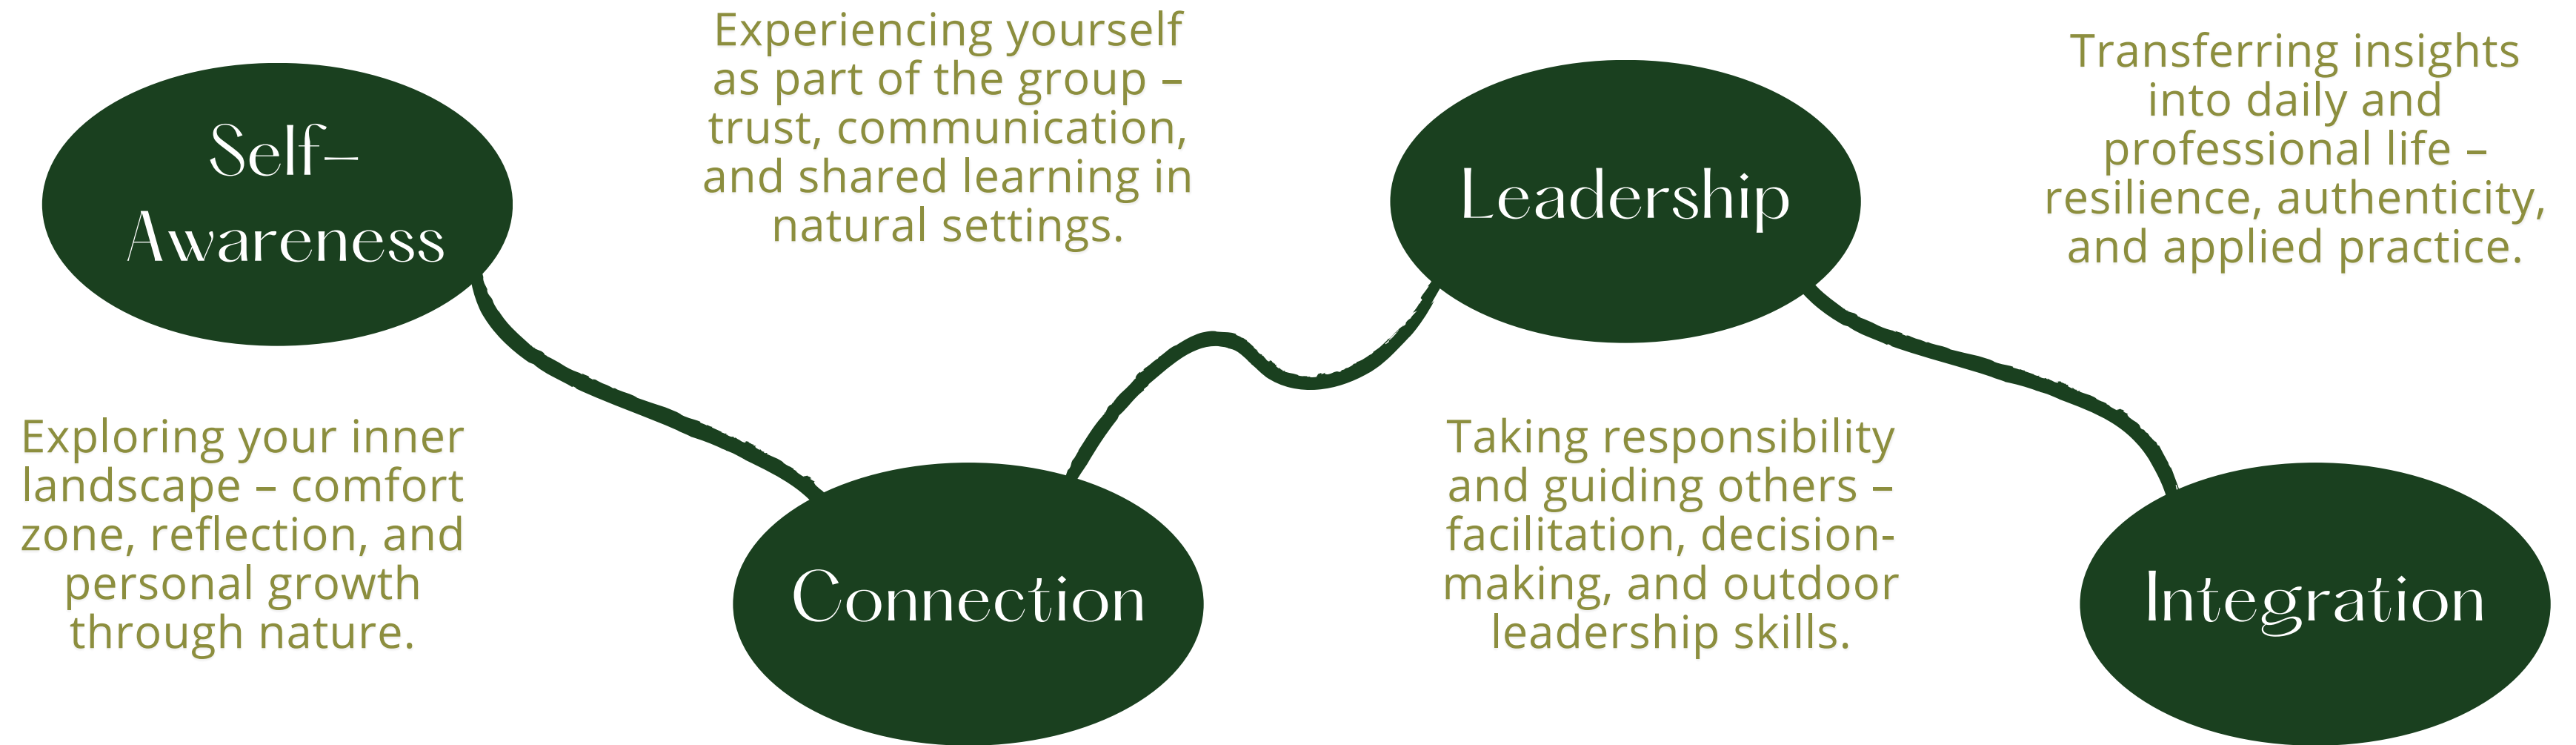 Self–
Awareness
Exploring your inner
landscape – comfort
zone, reflection, and
personal growth
through nature.
Experiencing yourself
as part of the group –
trust, communication,
and shared learning in
natural settings.
Connection
Leadership
Taking responsibility
and guiding others –
facilitation, decision-
making, and outdoor
leadership skills.
Transferring insights
into daily and
professional life –
resilience, authenticity,
and applied practice.
Integration